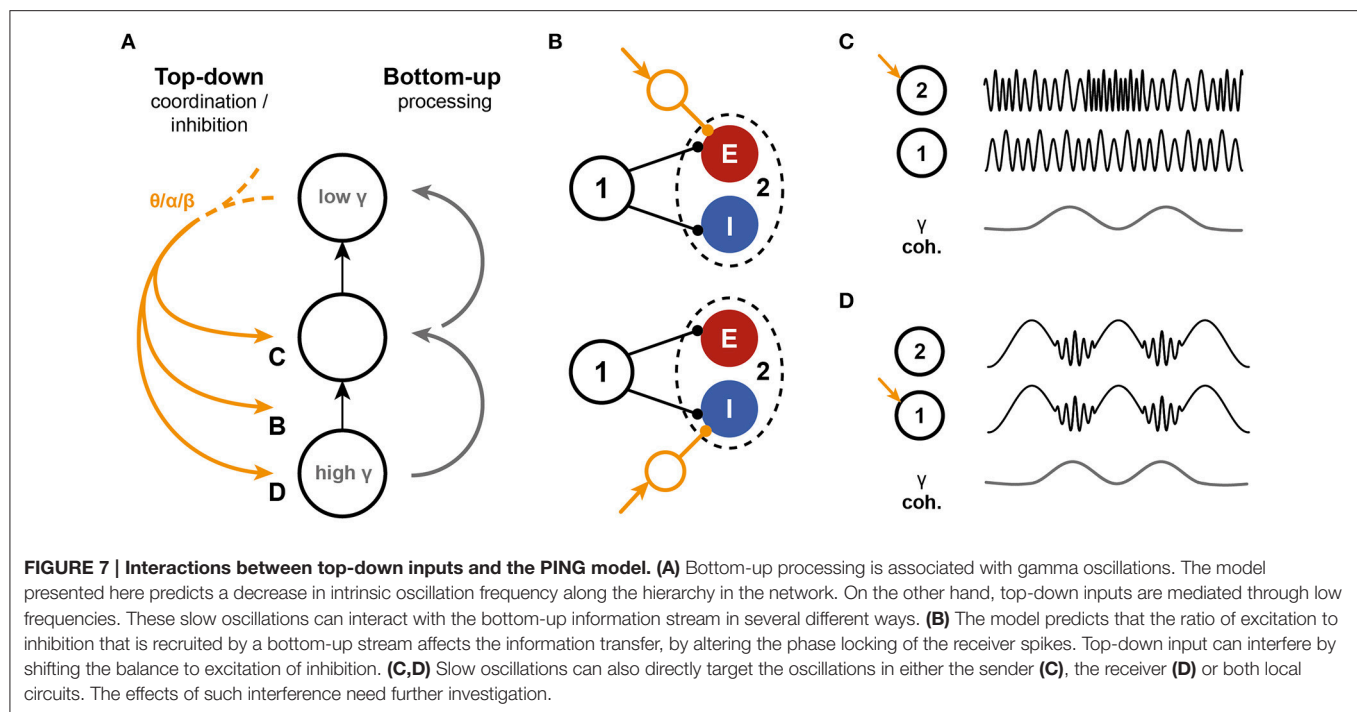 A
Top-down
coordination /
inhibition
Bottom-up
processing
θ/α/β
low γ
C
B
D
high γ
B
1
E
2
I
1
E
2
I
C
2
1
γ
coh.
D
2
1
γ
coh.
FIGURE 7 | Interactions between top-down inputs and the PING model. (A) Bottom-up processing is associated with gamma oscillations. The model
presented here predicts a decrease in intrinsic oscillation frequency along the hierarchy in the network. On the other hand, top-down inputs are mediated through low
frequencies. These slow oscillations can interact with the bottom-up information stream in several different ways. (B) The model predicts that the ratio of excitation to
inhibition that is recruited by a bottom-up stream affects the information transfer, by altering the phase locking of the receiver spikes. Top-down input can interfere by
shifting the balance to excitation of inhibition. (C,D) Slow oscillations can also directly target the oscillations in either the sender (C), the receiver (D) or both local
circuits. The effects of such interference need further investigation.